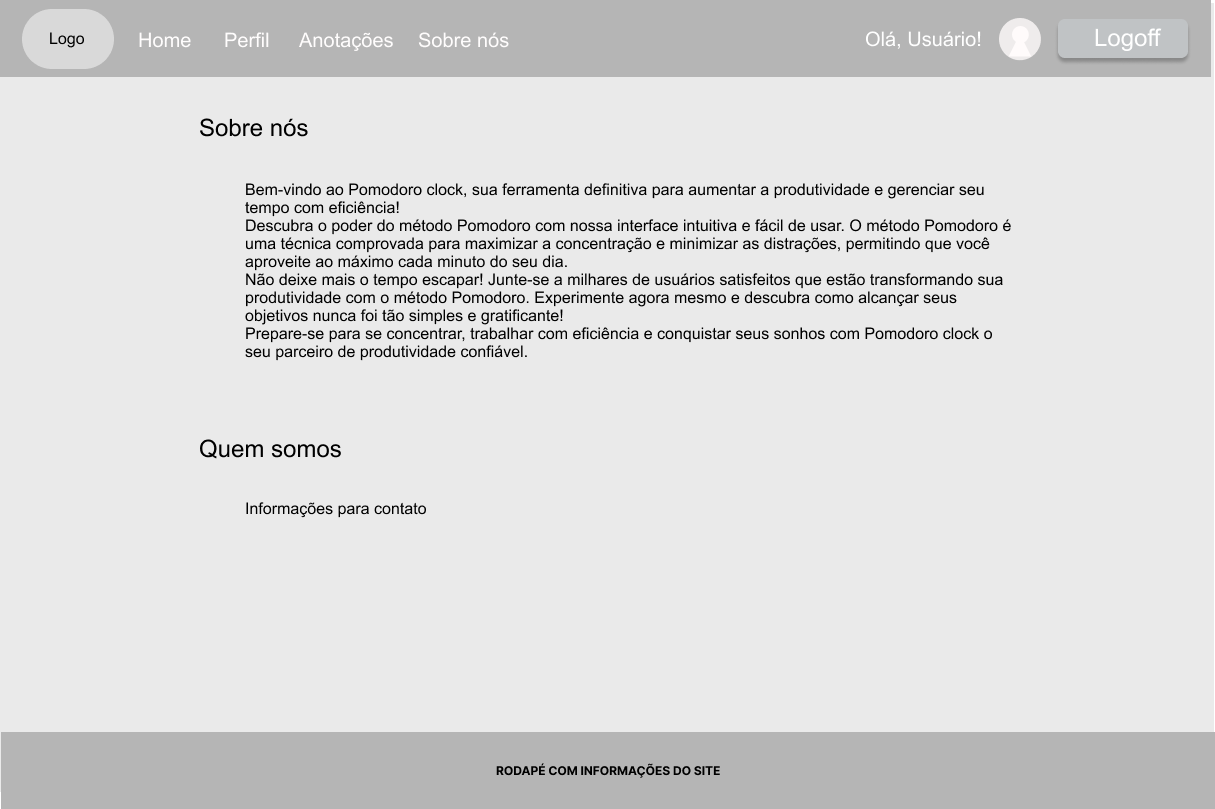 Logo
Home Perfil Anotações Sobre nós
Olá, Usuário!
Logoff
Sobre nós
Bem-vindo ao Pomodoro clock, sua ferramenta definitiva para aumentar a produtividade e gerenciar seu
tempo com eficiência!
Descubra o poder do método Pomodoro com nossa interface intuitiva e fácil de usar. O método Pomodoro é
uma técnica comprovada para maximizar a concentração e minimizar as distrações, permitindo que você
aproveite ao máximo cada minuto do seu dia.
Não deixe mais o tempo escapar! Junte-se a milhares de usuários satisfeitos que estão transformando sua
produtividade com o método Pomodoro. Experimente agora mesmo e descubra como alcançar seus
objetivos nunca foi tão simples e gratificante!
Prepare-se para se concentrar, trabalhar com eficiência e conquistar seus sonhos com Pomodoro clock o
seu parceiro de produtividade confiável.
Quem somos
Informações para contato
RODAPÉ COM INFORMAÇÕES DO SITE